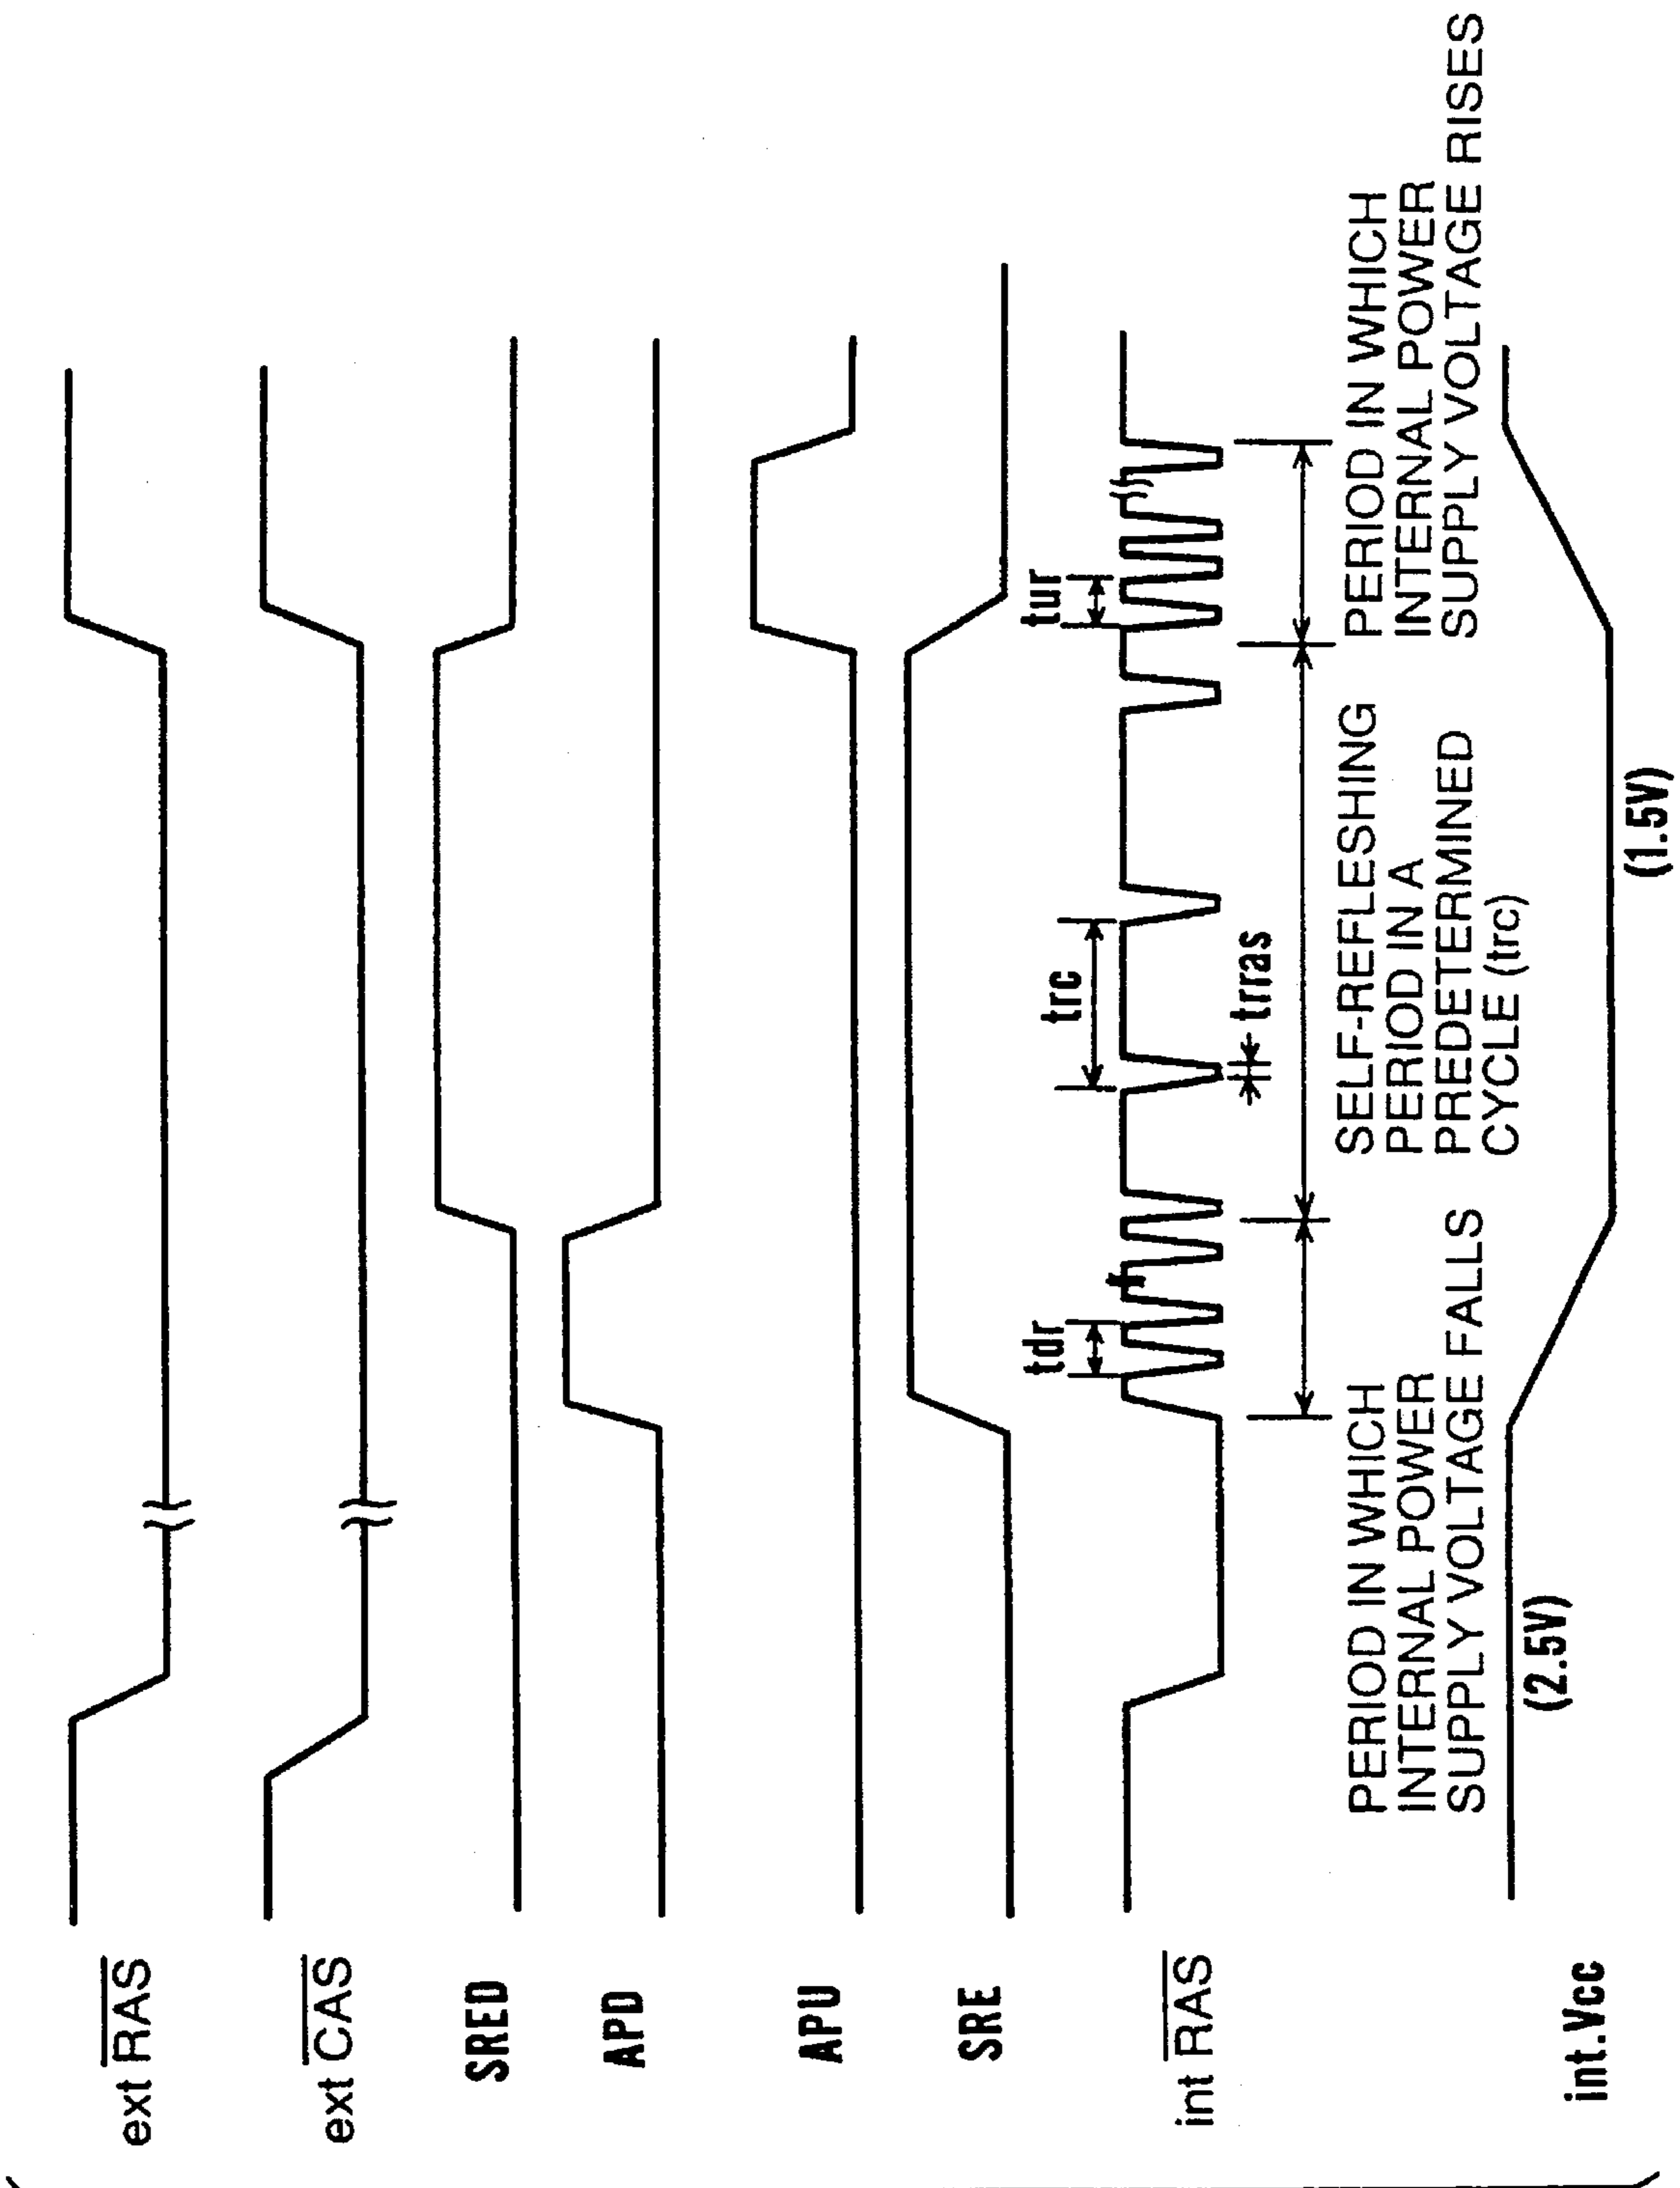 ext RAS
ext CAS
SRED
APD
APU
SRE
int RAS
tdr
trc
tur
trras
PERIOD IN WHICH
INTERNAL POWER
SUPPLY VOLTAGE FALLS
SELF-REFLESHING
PERIOD IN A
PREDETERMINED
CYCLE (trc)
PERIOD IN WHICH
INTERNAL POWER
SUPPLY VOLTAGE RISES
int.Vcc
(2.5V)
(1.5V)